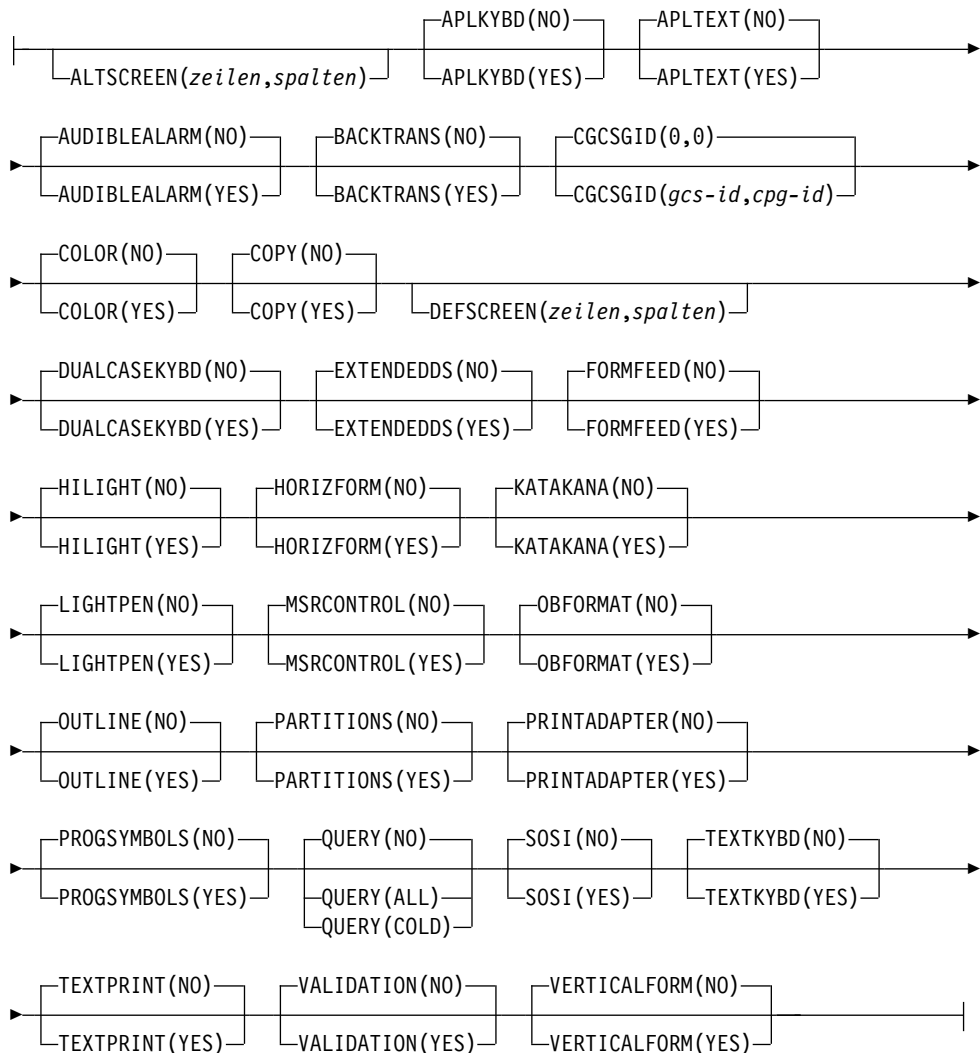 APLKYBD(NO) APLTEXT(NO)
ALTSCREEN(zeilen,spalten) APLKYBD(YES) APLTEXT(YES)
AUDIBLEALARM(NO) BACKTRANS(NO) CGCSGID(0,0)
AUDIBLEALARM(YES) BACKTRANS(YES) CGCSGID(gcs-id,cpg-id)
COLOR(NO) COPY(NO)
COLOR(YES) COPY(YES) DEFSCREEN(zeilen,spalten)
DUALCASEKYBD(NO) EXTENDEDDS(NO) FORMFEED(NO)
DUALCASEKYBD(YES) EXTENDEDDS(YES) FORMFEED(YES)
HILIGHT(NO) HORIZFORM(NO) KATAKANA(NO)
HILIGHT(YES) HORIZFORM(YES) KATAKANA(YES)
LIGHTPEN(NO) MSRCONTROL(NO) OBFORMAT(NO)
LIGHTPEN(YES) MSRCONTROL(YES) OBFORMAT(YES)
OUTLINE(NO) PARTITIONS(NO) PRINTADAPTER(NO)
OUTLINE(YES) PARTITIONS(YES) PRINTADAPTER(YES)
PROGSYMBOLS(NO) QUERY(NO) SOSI(NO) TEXTKYBD(NO)
PROGSYMBOLS(YES) QUERY(ALL) SOSI(YES) TEXTKYBD(YES)
QUERY(COLD)
TEXTPRINT(NO) VALIDATION(NO) VERTICALFORM(NO)
TEXTPRINT(YES) VALIDATION(YES) VERTICALFORM(YES)